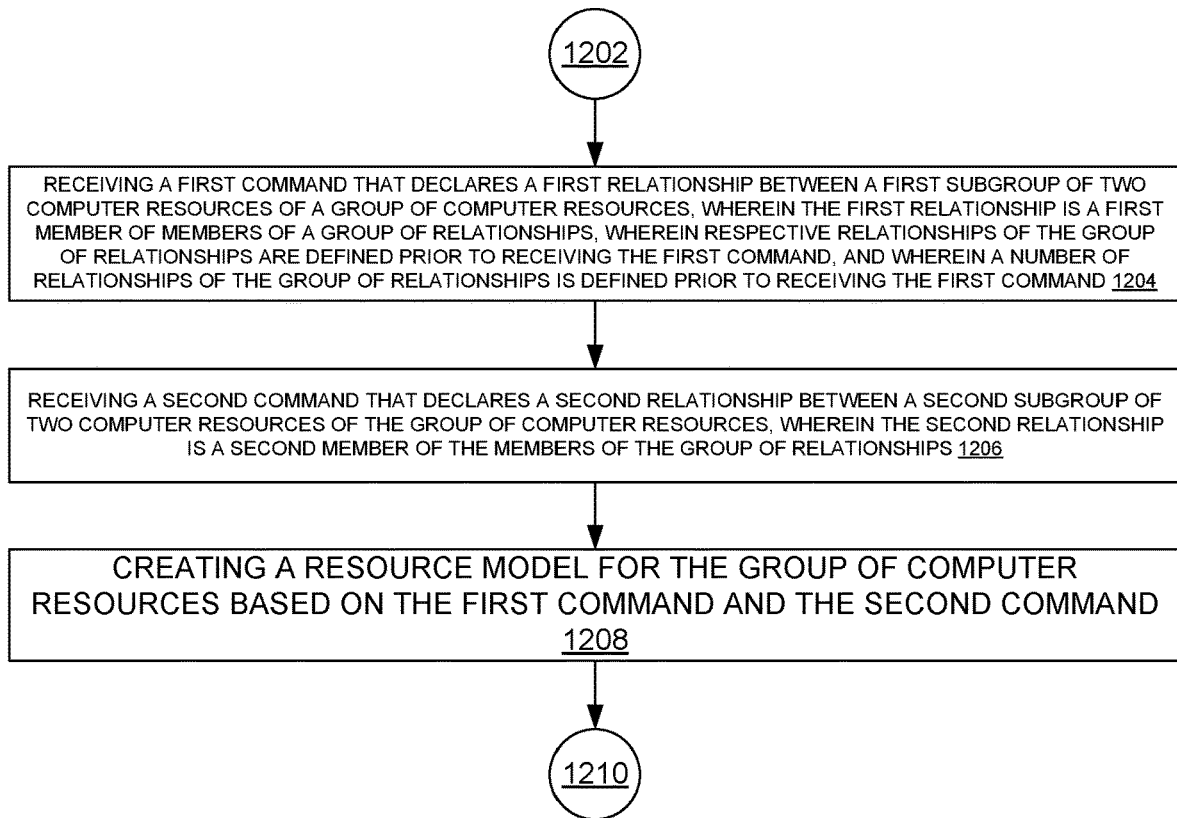 1202
RECEIVING A FIRST COMMAND THAT DECLARES A FIRST RELATIONSHIP BETWEEN A FIRST SUBGROUP OF TWO
COMPUTER RESOURCES OF A GROUP OF COMPUTER RESOURCES, WHEREIN THE FIRST RELATIONSHIP IS A FIRST
MEMBER OF MEMBERS OF A GROUP OF RELATIONSHIPS, WHEREIN RESPECTIVE RELATIONSHIPS OF THE GROUP
OF RELATIONSHIPS ARE DEFINED PRIOR TO RECEIVING THE FIRST COMMAND, AND WHEREIN A NUMBER OF
RELATIONSHIPS OF THE GROUP OF RELATIONSHIPS IS DEFINED PRIOR TO RECEIVING THE FIRST COMMAND 1204
RECEIVING A SECOND COMMAND THAT DECLARES A SECOND RELATIONSHIP BETWEEN A SECOND SUBGROUP OF
TWO COMPUTER RESOURCES OF THE GROUP OF COMPUTER RESOURCES, WHEREIN THE SECOND RELATIONSHIP
IS A SECOND MEMBER OF THE MEMBERS OF THE GROUP OF RELATIONSHIPS 1206
CREATING A RESOURCE MODEL FOR THE GROUP OF COMPUTER
RESOURCES BASED ON THE FIRST COMMAND AND THE SECOND COMMAND
1208
1210